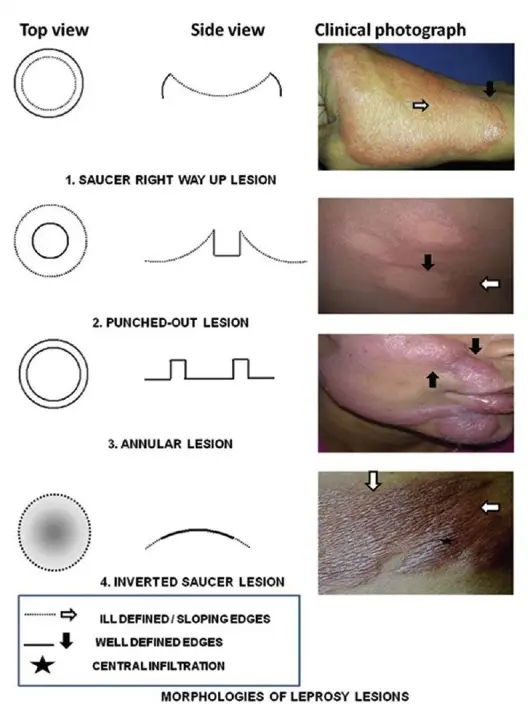 Top view Side view Clinical photograph
1. SAUCER RIGHT WAY UP LESION
2. PUNCHED-OUT LESION
3. ANNULAR LESION
4. INVERTED SAUCER LESION
ILL DEFINED / SLOPING EDGES
WELL DEFINED EDGES
CENTRAL INFILTRATION
MORPHOLOGIES OF LEPROSY LESIONS